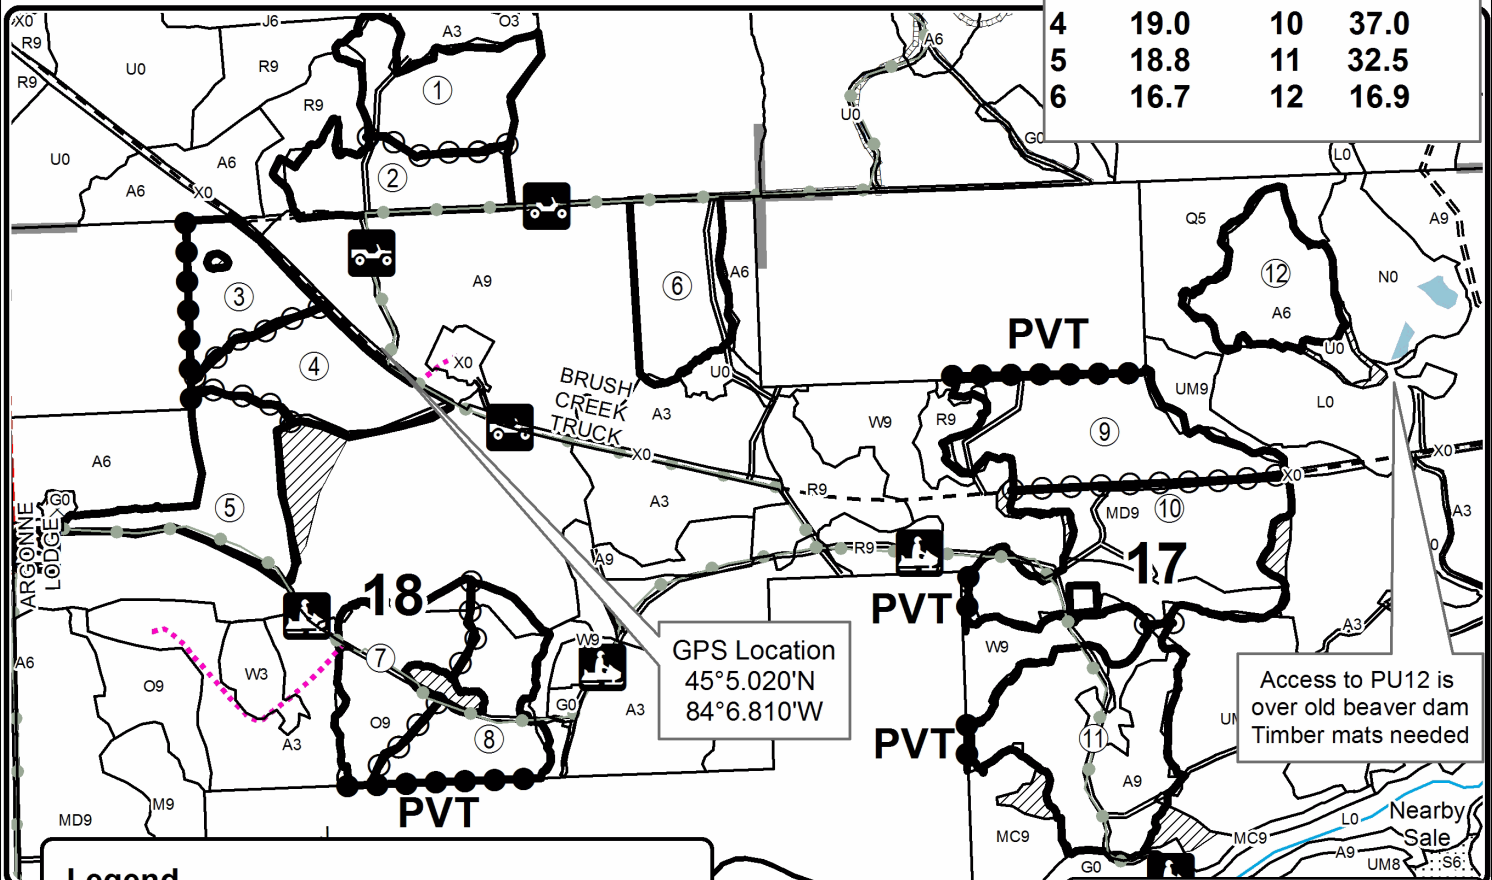 4 19.0 10 37.0
5 18.8 11 32.5
6 16.7 12 16.9
X0
J6
A3
O3
R9
U0
R9
A6
R9
R9
1
U0
G0
U0
A6
L0
A6
X0
2
Q5
A9
3
A9
6
A6
12
N0
A6
PVT
4
X0
U0
U0
BRUSH
CREEK
TRUCK
A3
UM9
L0
W9
R9
9
A6
X0
X0
X0
G0
5
A3
R9
MD9
10
A3
ARGONNE
LODGE
A9
R9
17
0
18
PVT
A3
W9
W9
7
A6
W3
O9
GPS Location
45°5.020'N
84°6.810'W
Access to PU12 is
over old beaver dam
Timber mats needed
O9
G0
A3
8
A3
UM
PVT
11
A9
PVT
M9
MD9
MC9
MC9
L0
Nearby
Sale
A9
UM8
S6
G0
Legend